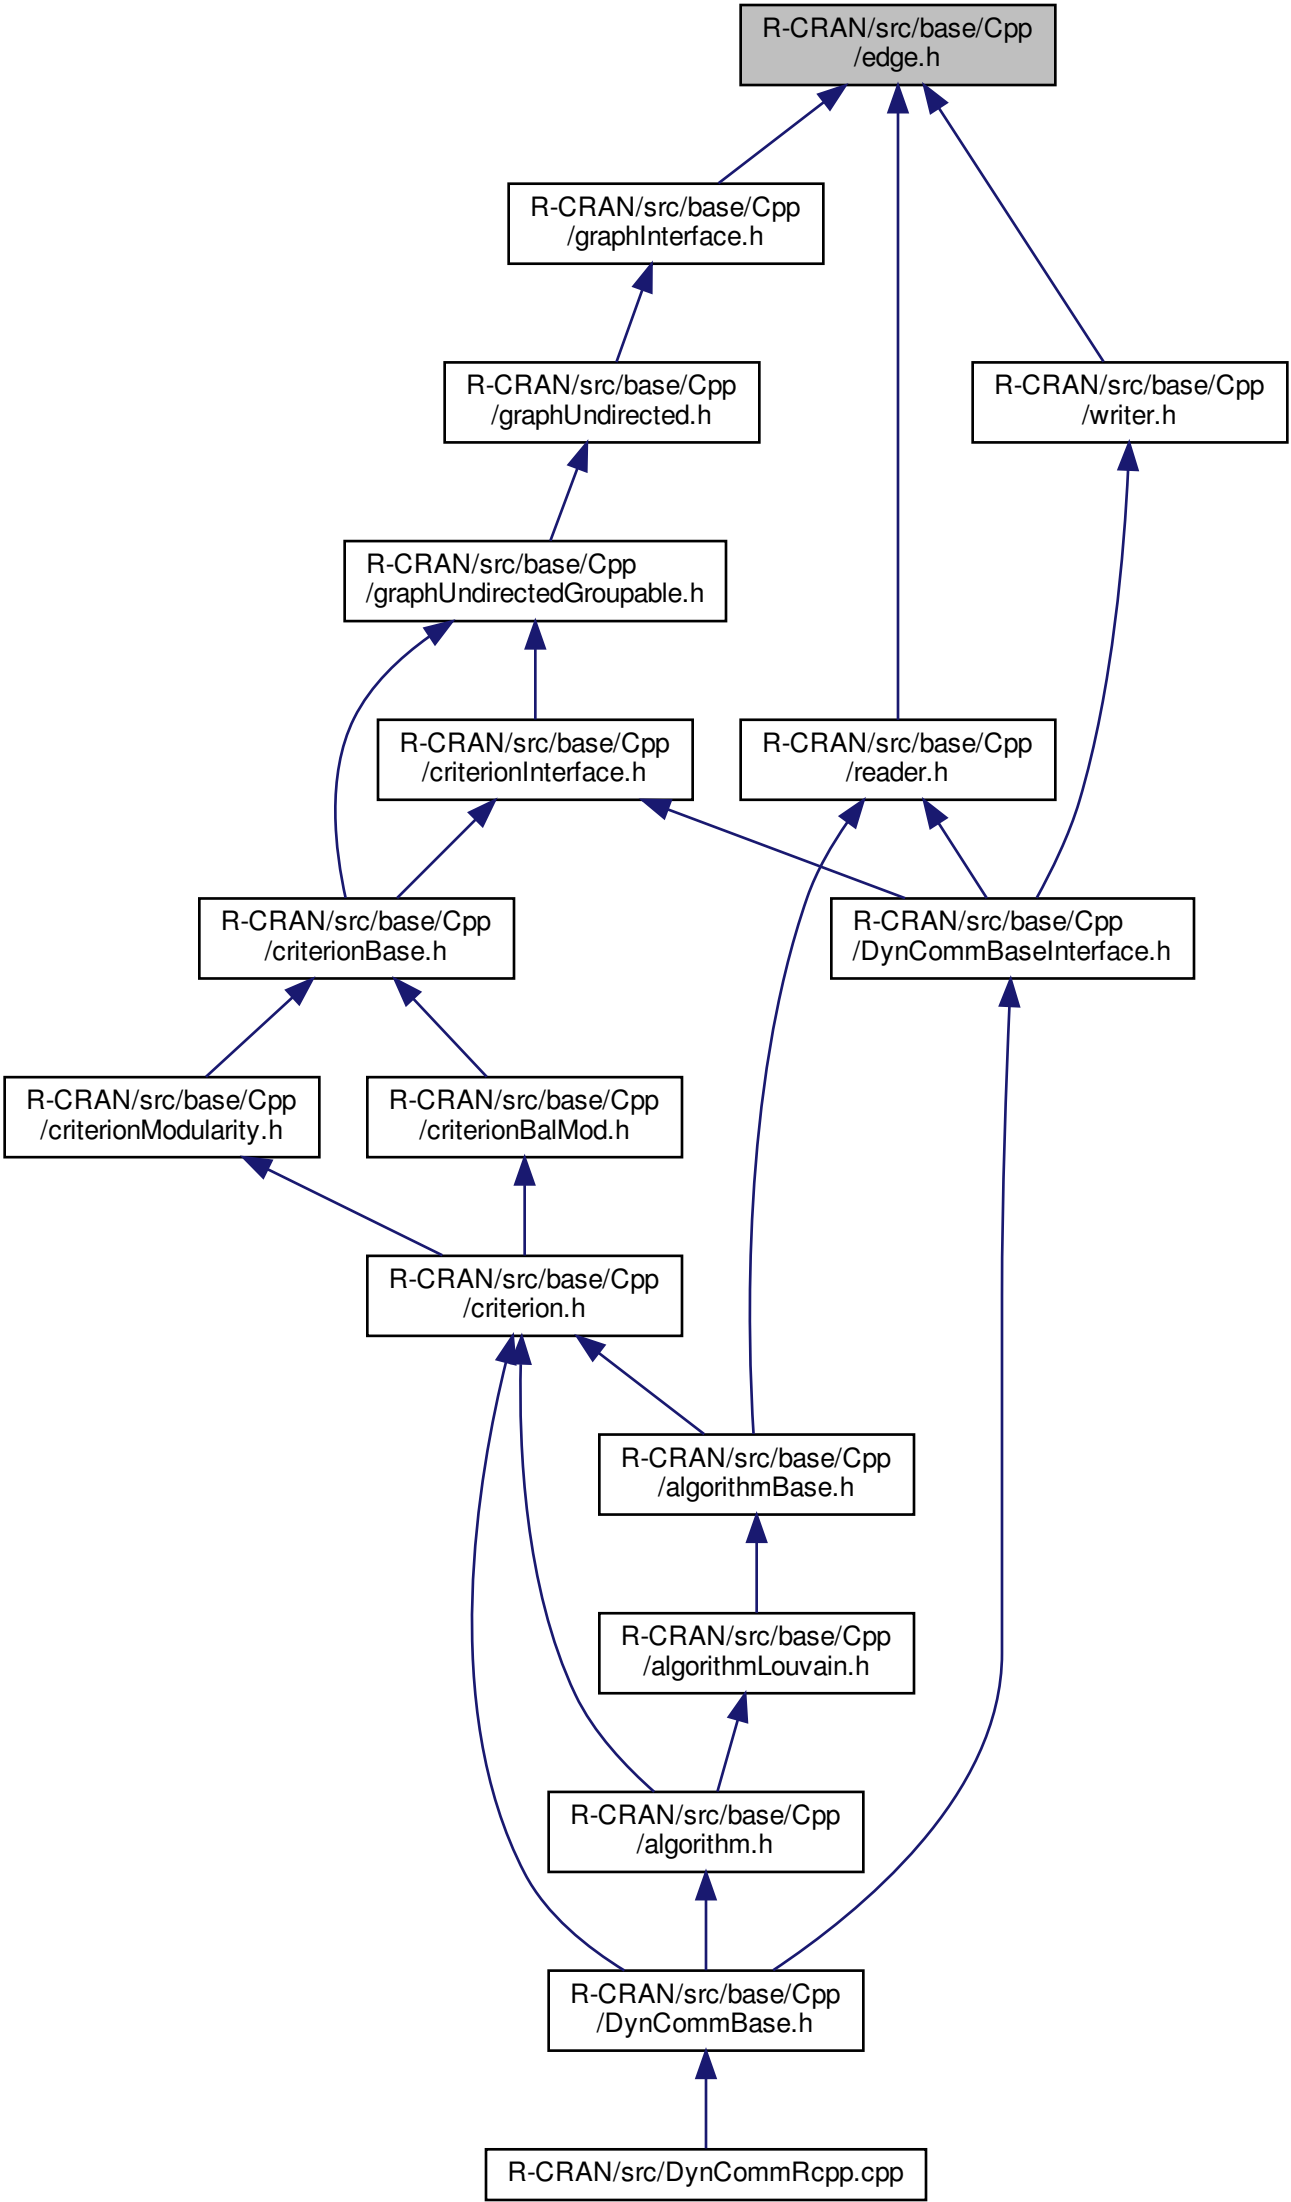 R-CRAN/src/base/Cpp
/edge.h
R-CRAN/src/base/Cpp
/graphInterface.h
R-CRAN/src/base/Cpp
/graphUndirected.h
R-CRAN/src/base/Cpp
/writer.h
R-CRAN/src/base/Cpp
/graphUndirectedGroupable.h
R-CRAN/src/base/Cpp
/criterionInterface.h
R-CRAN/src/base/Cpp
/reader.h
R-CRAN/src/base/Cpp
/criterionBase.h
R-CRAN/src/base/Cpp
/DynCommBaseInterface.h
R-CRAN/src/base/Cpp
/criterionModularity.h
R-CRAN/src/base/Cpp
/criterionBalMod.h
R-CRAN/src/base/Cpp
/criterion.h
R-CRAN/src/base/Cpp
/algorithmBase.h
R-CRAN/src/base/Cpp
/algorithmLouvain.h
R-CRAN/src/base/Cpp
/algorithm.h
R-CRAN/src/base/Cpp
/DynCommBase.h
R-CRAN/src/DynCommRcpp.cpp